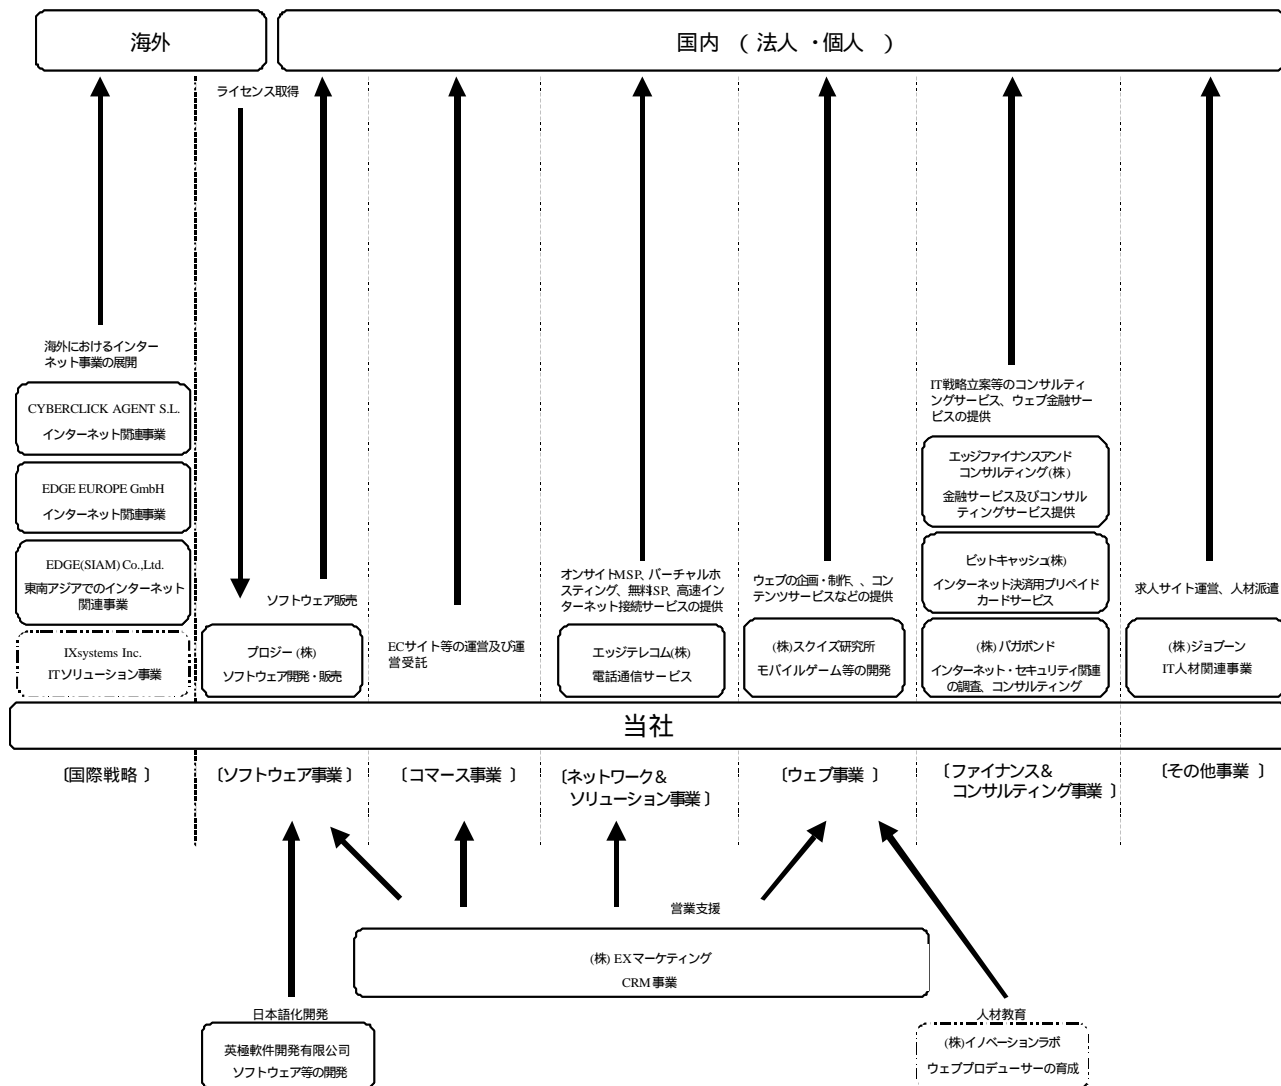 海外
国内 （ 法人 ・個人 ）
ライセンス取得
海外におけるインター
ネット事業の展開
CYBERCLICK AGENT S.L.
インターネット関連事業
EDGE EUROPE GmbH
インターネット関連事業
EDGE(SIAM) Co.,Ltd.
東南アジアでのインターネット
関連事業
IXsystems Inc.
ITソリューション事業
ソフトウェア販売
プロジー (株)
ソフトウェア開発・販売
ECサイト等の運営及び運
営受託
オンサイトMSP、バーチャルホ
スティング、無料ISP、高速イン
ターネット接続サービスの提供
エッジテレコム(株)
電話通信サービス
ウェブの企画・制作、、コン
テンツサービスなどの提供
(株)スクイズ研究所
モバイルゲーム等の開発
IT戦略立案等のコンサルティ
ングサービス、ウェブ金融サー
ビスの提供
エッジファイナンスアンド
コンサルティング(株)
金融サービス及びコンサル
ティングサービス提供
ビットキャッシュ(株)
インターネット決済用プリペイド
カードサービス
(株) バガボンド
インターネット・セキュリティ関連
の調査、コンサルティング
求人サイト運営、人材派遣
(株)ジョブーン
IT人材関連事業
当社
〔国際戦略 〕
〔ソフトウェア事業 〕
〔コマース事業 〕
〔ネットワーク＆
ソリューション事業 〕
〔ウェブ事業 〕
〔ファイナンス＆
コンサルティング事業 〕
〔その他事業 〕
営業支援
(株) EXマーケティング
CRM 事業
日本語化開発
英極軟件開発有限公司
ソフトウェア等の開発
人材教育
(株)イノベーションラボ
ウェブプロデューサーの育成